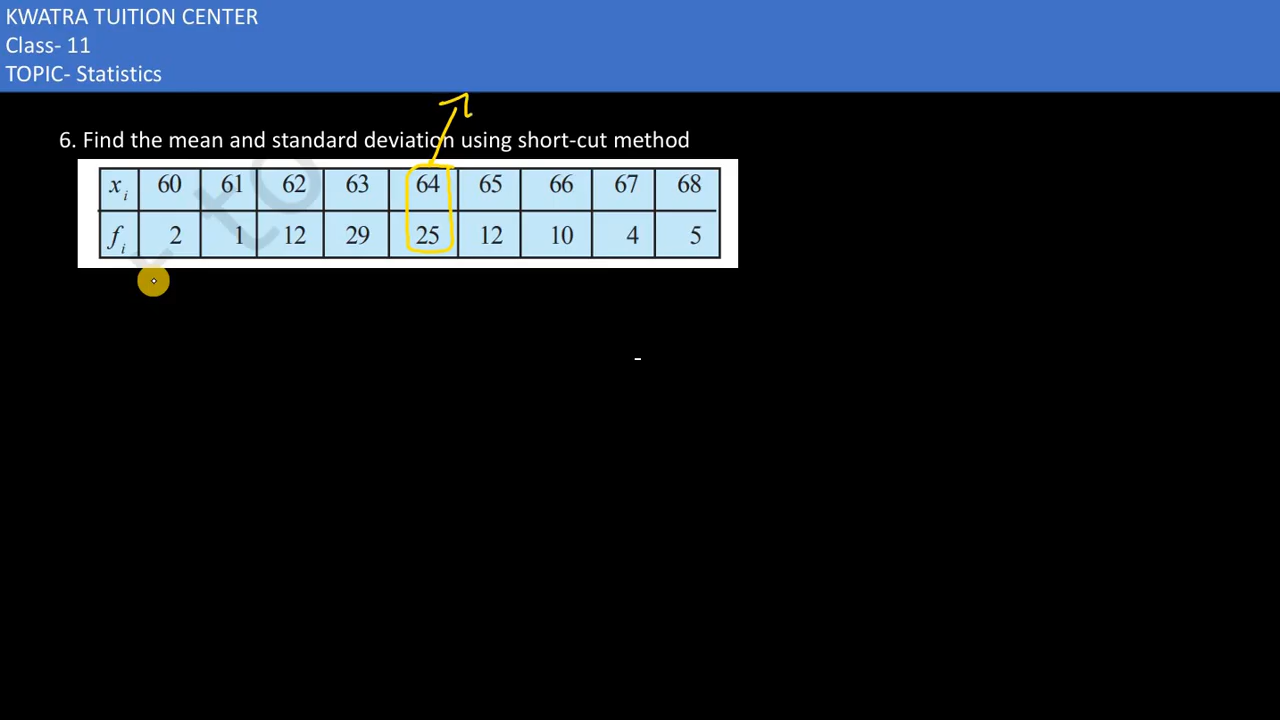 KWATRA TUITION CENTER
Class- 11
TOPIC- Statistics
6. Find the mean and standard deviation using short-cut method
xᵢ 60 61 62 63 64 65 66 67 68
fᵢ 2 1 12 29 25 12 10 4 5
-